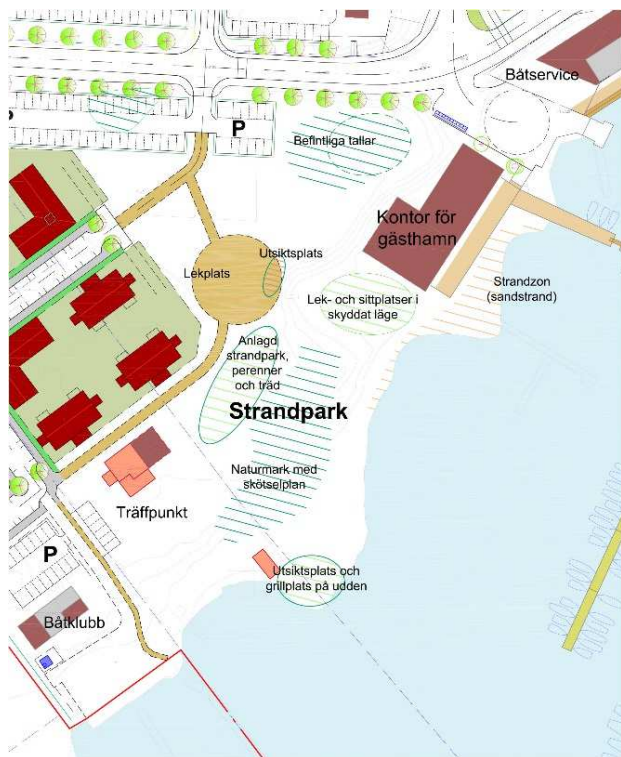 Båtservice
P
P
Befintliga tallar
Kontor för
gästhamn
Utsiktsplats
Lekplats
Strandzon
(sandstrand)
Lek- och sittplatser i
skyddat läge
Anlagd
strandpark,
perenner
och träd
Strandpark
Naturmark med
skötselplan
Träffpunkt
P
Utsiktsplats och
grillplats på udden
Båtklubb